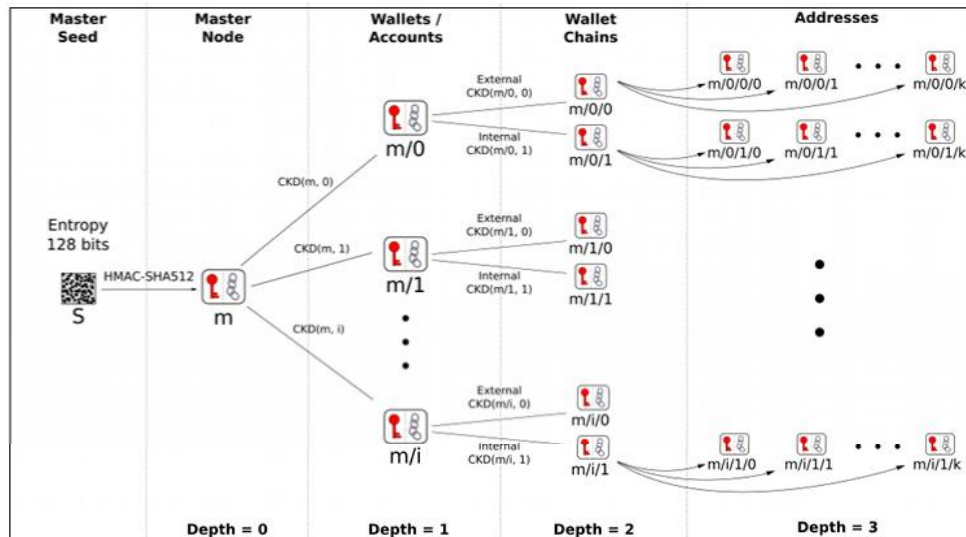 Master
Seed
Master
Node
Wallets /
Accounts
Wallet
Chains
Addresses
Entropy
128 bits
S
HMAC-SHA512
m
CKD(m, 0)
CKD(m, 1)
CKD(m, i)
m/0
External
CKD(m/0, 0)
Internal
CKD(m/0, 1)
m/0/0
m/0/1
m/0/0/0
m/0/0/1
m/0/0/k
m/0/1/0
m/0/1/1
m/0/1/k
m/1
External
CKD(m/1, 0)
Internal
CKD(m/1, 1)
m/1/0
m/1/1
m/i
External
CKD(m/i, 0)
Internal
CKD(m/i, 1)
m/i/0
m/i/1
m/i/1/0
m/i/1/1
m/i/1/k
Depth = 0
Depth = 1
Depth = 2
Depth = 3